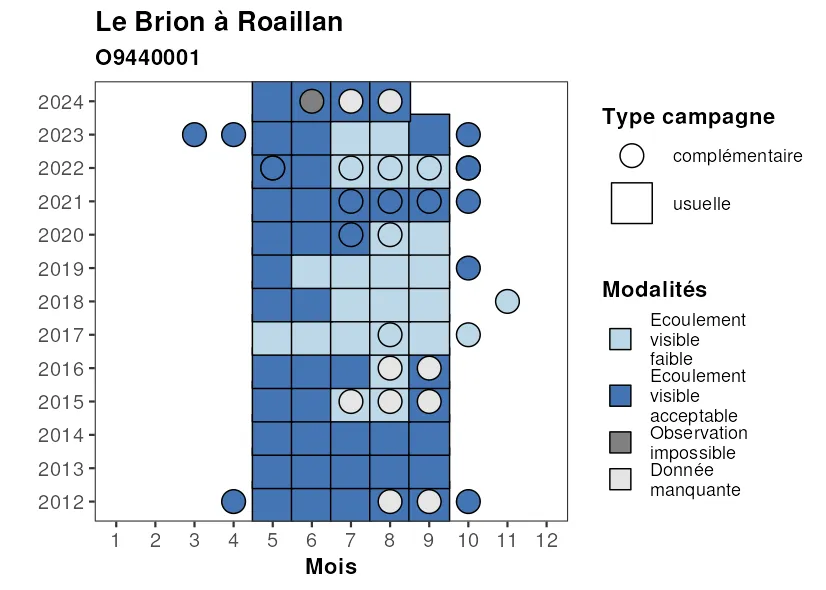 Le Brion à Roaillan
O9440001
2024
2023
2022
2021
2020
2019
2018
2017
2016
2015
2014
2013
2012
1 2 3 4 5 6 7 8 9 10 11 12
Mois
Type campagne
complémentaire
usuelle
Modalités
Ecoulement
visible
faible
Ecoulement
visible
acceptable
Observation
impossible
Donnée
manquante